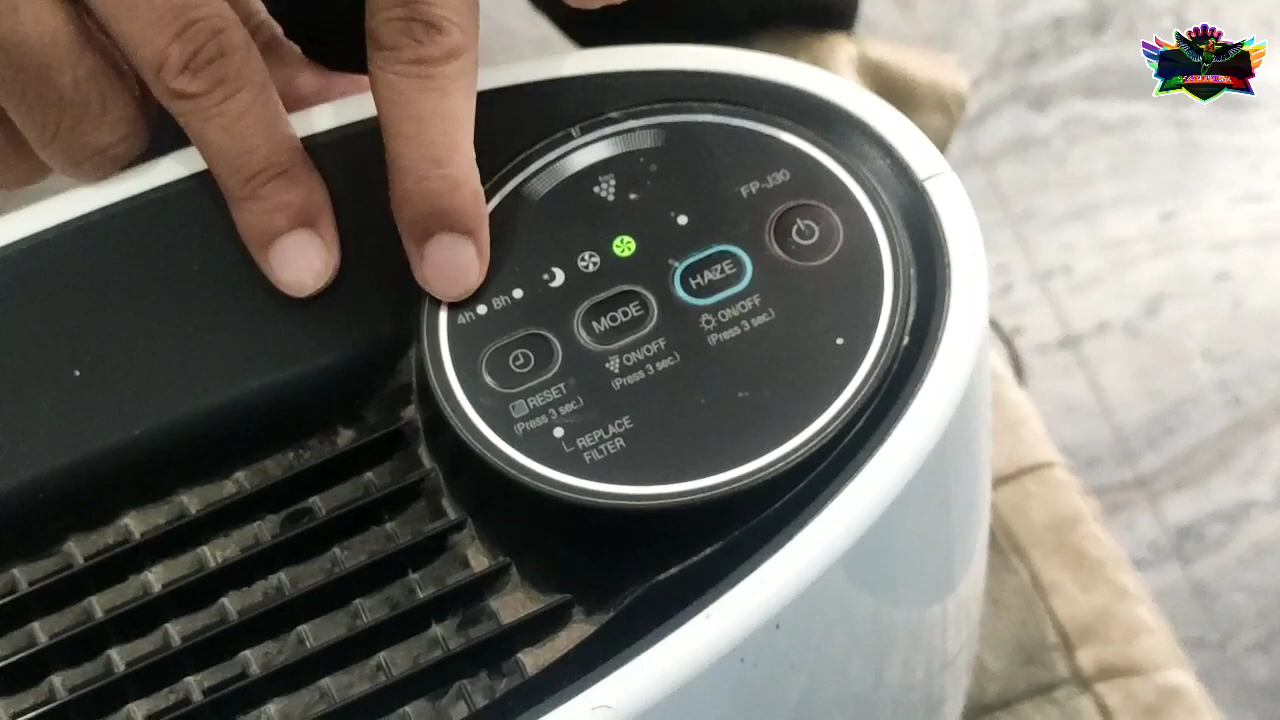 FP-J30
HAZE
ON/OFF
(Press 3 sec.)
4h 8h
MODE
ON/OFF
(Press 3 sec.)
RESET
(Press 3 sec.)
REPLACE
FILTER